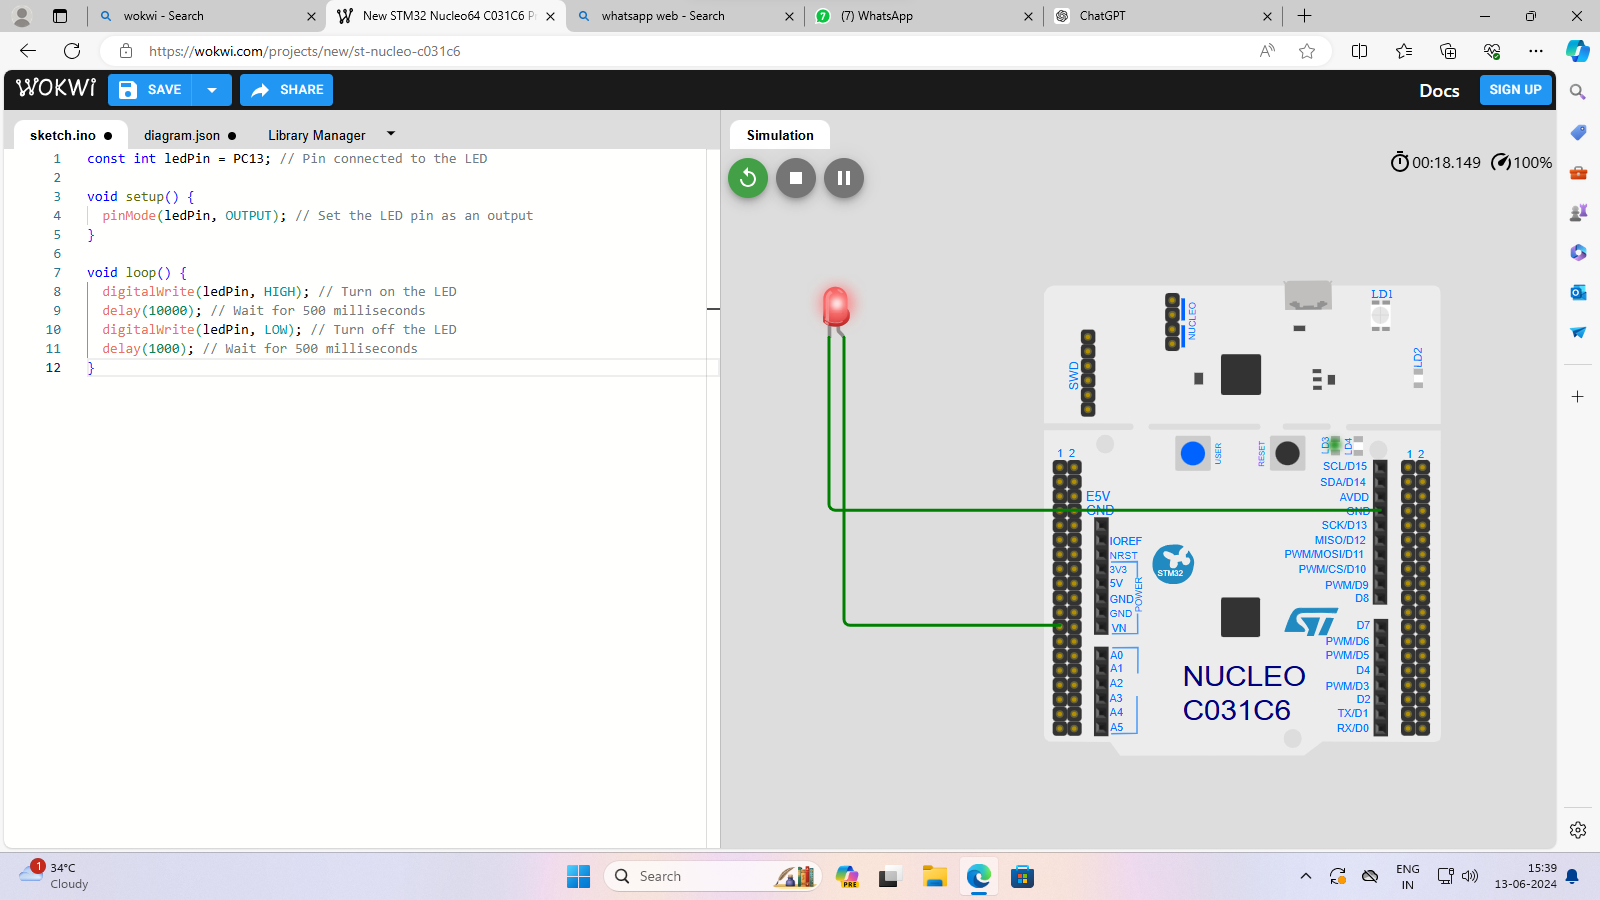 wokwi - Search
New STM32 Nucleo64 C031C6 Pr
whatsapp web - Search
7
(7) WhatsApp
ChatGPT
https://wokwi.com/projects/new/st-nucleo-c031c6
WOKWi
SAVE
SHARE
Docs
SIGN UP
sketch.ino
diagram.json
Library Manager
Simulation
00:18.149
100%
1 const int ledPin = PC13; // Pin connected to the LED
2
3 void setup() {
4 pinMode(ledPin, OUTPUT); // Set the LED pin as an output
5 }
6
7 void loop() {
8 digitalWrite(ledPin, HIGH); // Turn on the LED
9 delay(10000); // Wait for 500 milliseconds
10 digitalWrite(ledPin, LOW); // Turn off the LED
11 delay(1000); // Wait for 500 milliseconds
12 }
LD1
NUCLEO
SWD
LD2
USER
RESET
LD3
LD4
1 2
1 2
E5V
GND
IOREF
NRST
3V3
5V
GND
GND
VN
POWER
A0
A1
A2
A3
A4
A5
STM32
ST
NUCLEO
C031C6
SCL/D15
SDA/D14
AVDD
GND
SCK/D13
MISO/D12
PWM/MOSI/D11
PWM/CS/D10
PWM/D9
D8
D7
PWM/D6
PWM/D5
D4
PWM/D3
D2
TX/D1
RX/D0
1
34°C
Cloudy
Search
PRE
ENG
IN
15:39
13-06-2024